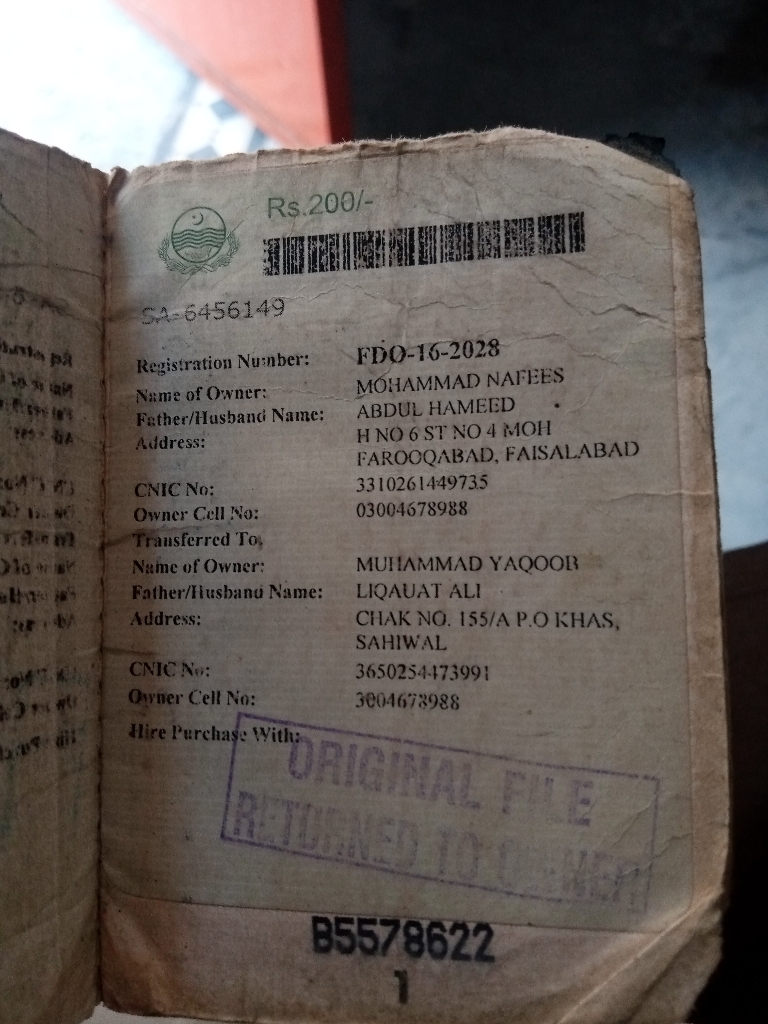 Rs.200/-
SA-6456149
Registration Number: FDO-16-2028
Name of Owner: MOHAMMAD NAFEES
Father/Husband Name: ABDUL HAMEED
Address: H NO 6 ST NO 4 MOH
FAROOQABAD, FAISALABAD
CNIC No: 3310261449735
Owner Cell No: 03004678988
Transferred To,
Name of Owner: MUHAMMAD YAQOOB
Father/Husband Name: LIQAUAT ALI
Address: CHAK NO. 155/A P.O KHAS,
SAHIWAL
CNIC No: 3650254473991
Owner Cell No: 3004678988
Hire Purchase With:
ORIGINAL FILE
RETURNED TO OWNER
B5578622
1